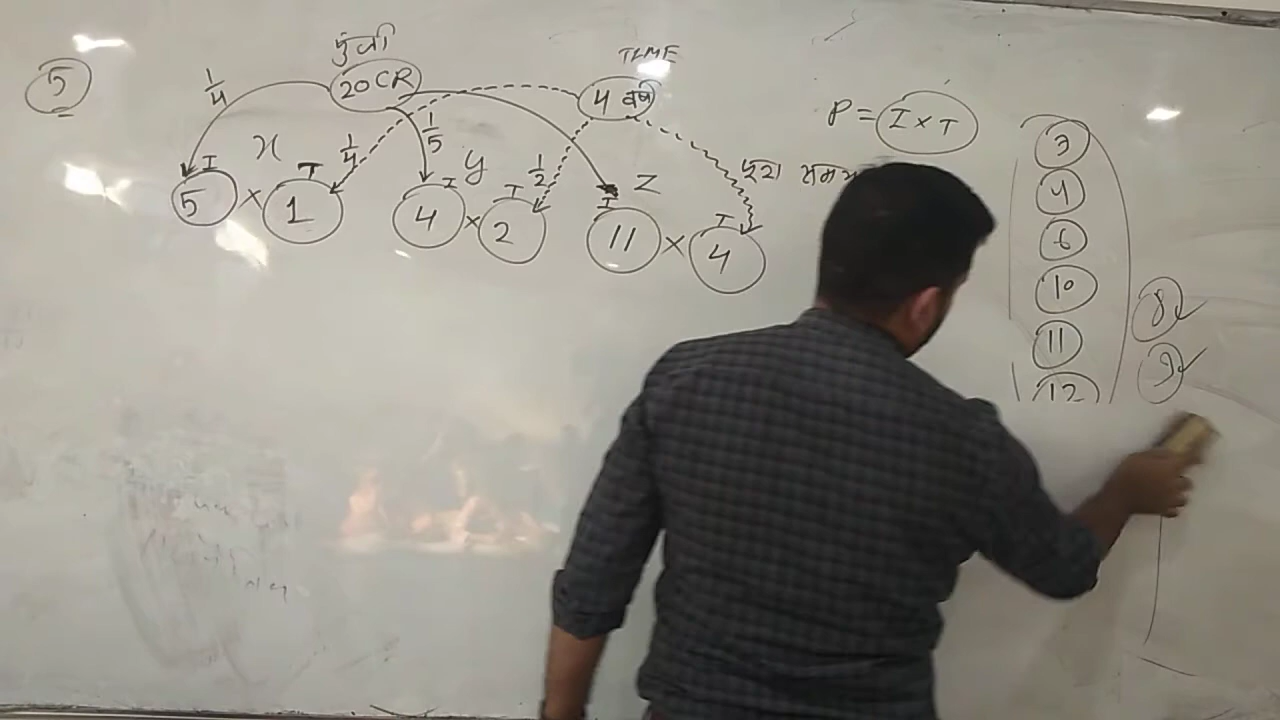 5
पुंजी
20CR
TIME
4 वर्ष
P = I × T
1/4
x
1/4
1/5
y
1/2
z
पुरा समय
I T I T I T
5 × 1 4 × 2 11 × 4
3
4
6
10
11
12
8 ✓
9 ✓